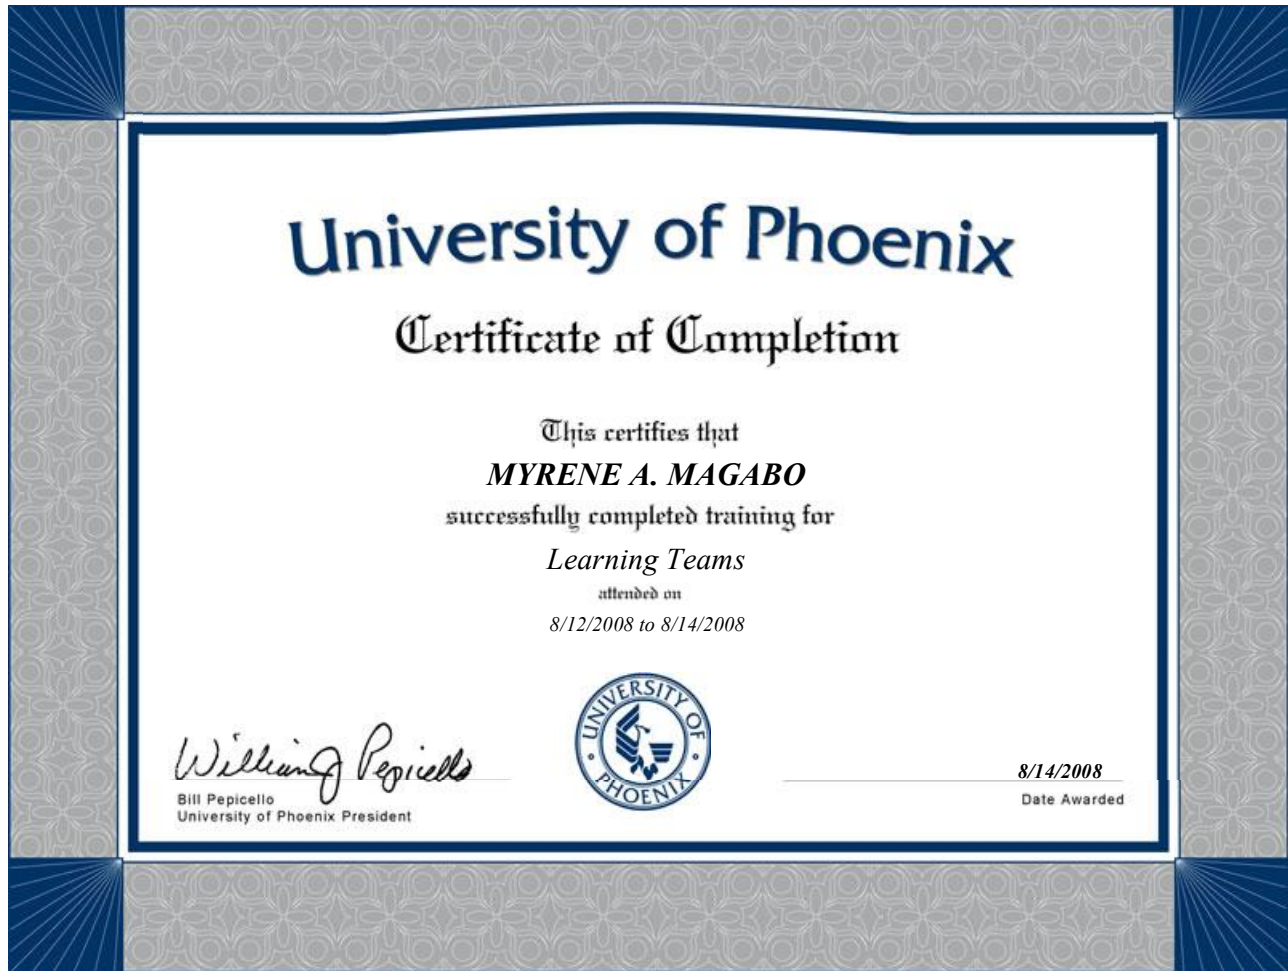 University of Phoenix
Certificate of Completion
This certifies that
MYRENE A. MAGABO
successfully completed training for
Learning Teams
attended on
8/12/2008 to 8/14/2008
William J Pepicello
Bill Pepicello
University of Phoenix President
UNIVERSITY OF PHOENIX
8/14/2008
Date Awarded